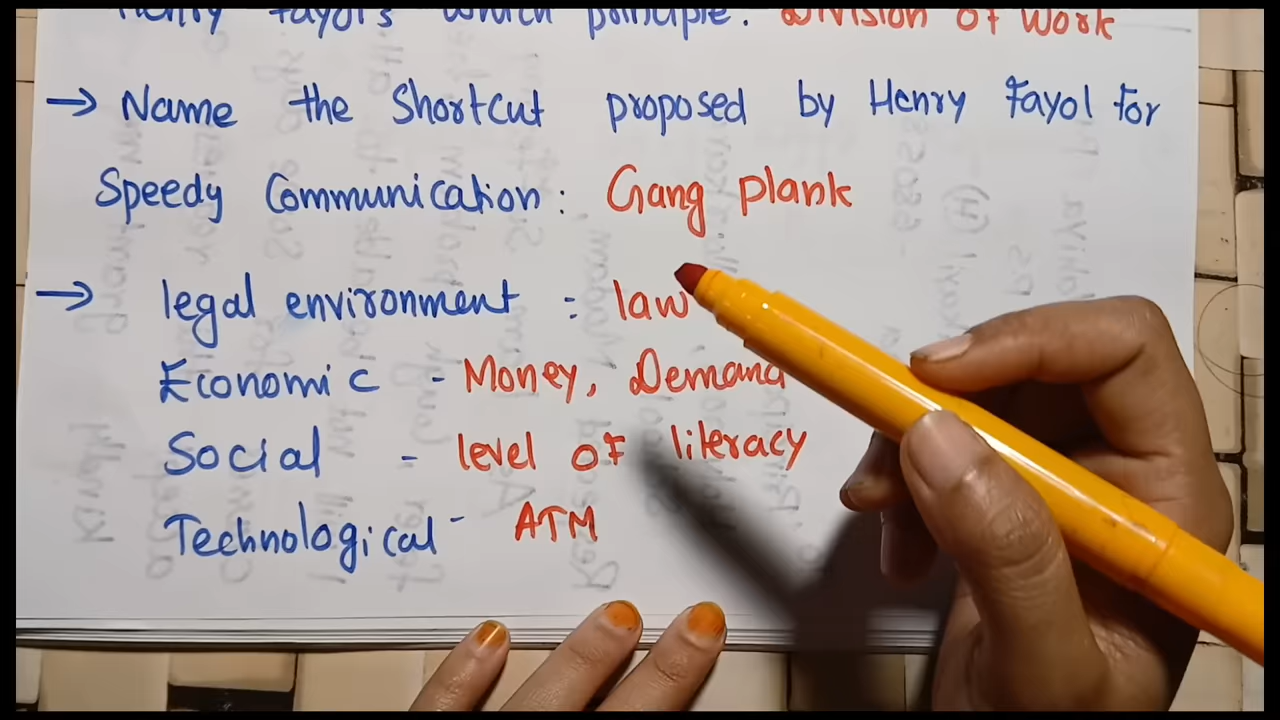 Henry Fayol's which principle: Division of Work
→ Name the Shortcut proposed by Henry Fayol for
Speedy Communication: Gang plank
→ legal environment : law
Economic - Money, Demand
Social - level of literacy
Technological - ATM